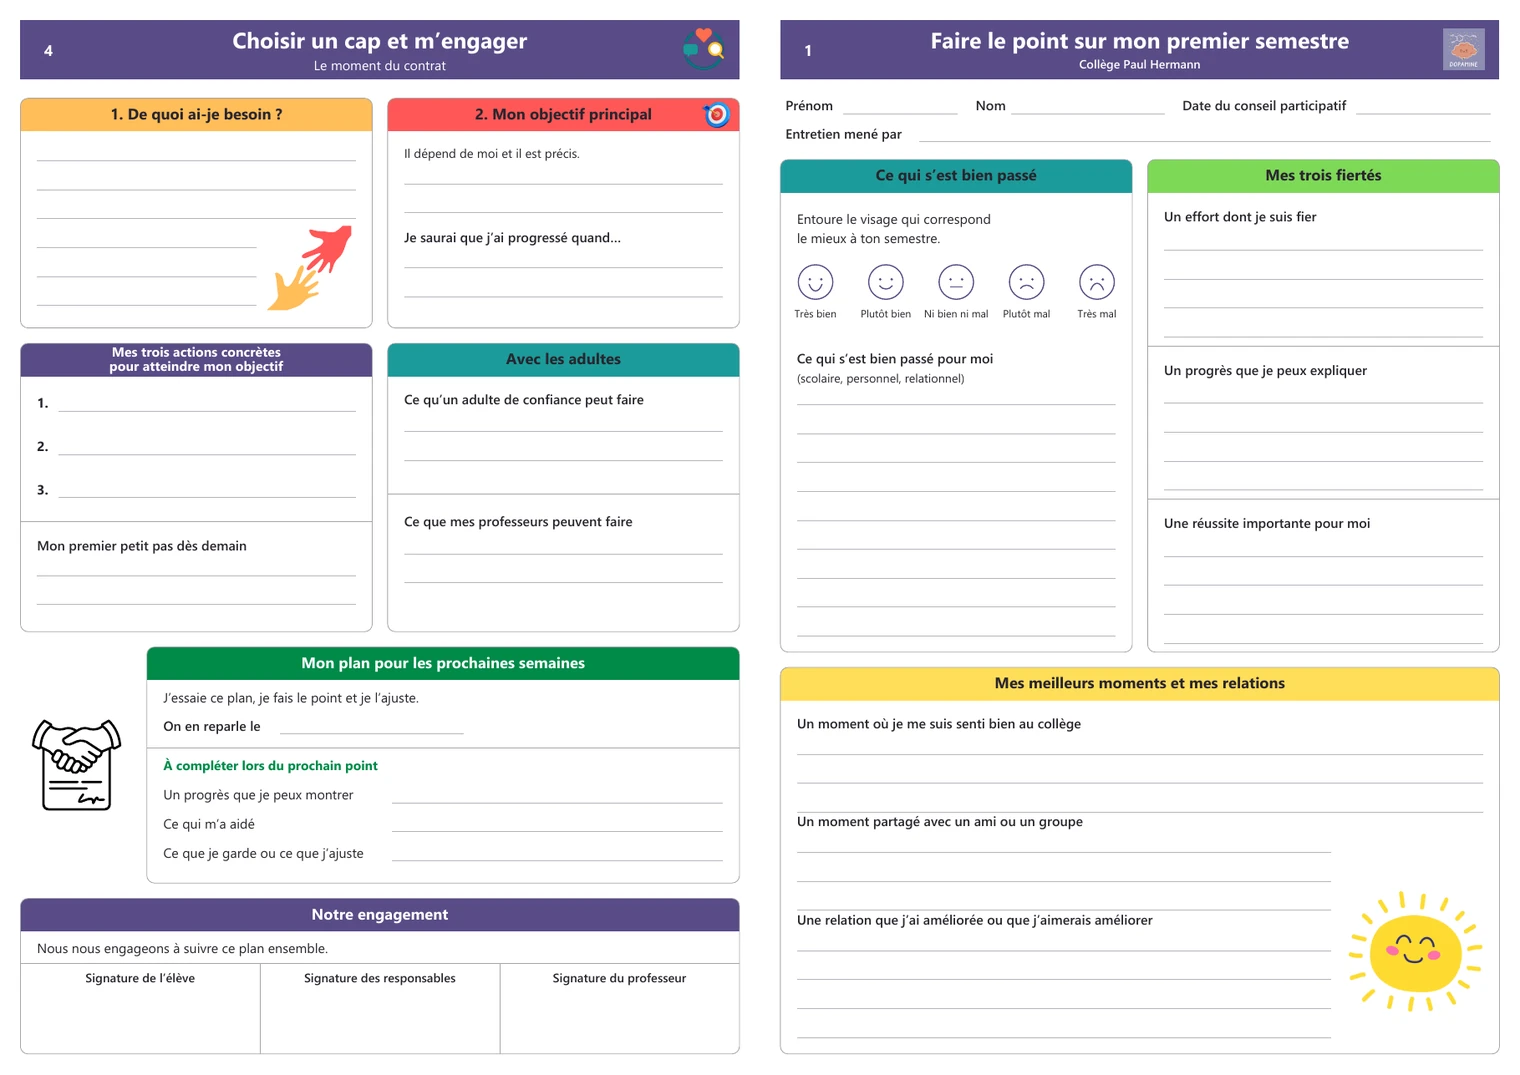 4
Choisir un cap et m’engager
Le moment du contrat
1. De quoi ai-je besoin ?
2. Mon objectif principal
Il dépend de moi et il est précis.
Je saurai que j’ai progressé quand...
Mes trois actions concrètes
pour atteindre mon objectif
1.
2.
3.
Mon premier petit pas dès demain
Avec les adultes
Ce qu’un adulte de confiance peut faire
Ce que mes professeurs peuvent faire
Mon plan pour les prochaines semaines
J’essaie ce plan, je fais le point et je l’ajuste.
On en reparle le
À compléter lors du prochain point
Un progrès que je peux montrer
Ce qui m’a aidé
Ce que je garde ou ce que j’ajuste
Notre engagement
Nous nous engageons à suivre ce plan ensemble.
Signature de l’élève
Signature des responsables
Signature du professeur
1
Faire le point sur mon premier semestre
Collège Paul Hermann
DOPAMINE
Prénom
Nom
Date du conseil participatif
Entretien mené par
Ce qui s’est bien passé
Entoure le visage qui correspond
le mieux à ton semestre.
Très bien
Plutôt bien
Ni bien ni mal
Plutôt mal
Très mal
Ce qui s’est bien passé pour moi
(scolaire, personnel, relationnel)
Mes trois fiertés
Un effort dont je suis fier
Un progrès que je peux expliquer
Une réussite importante pour moi
Mes meilleurs moments et mes relations
Un moment où je me suis senti bien au collège
Un moment partagé avec un ami ou un groupe
Une relation que j’ai améliorée ou que j’aimerais améliorer